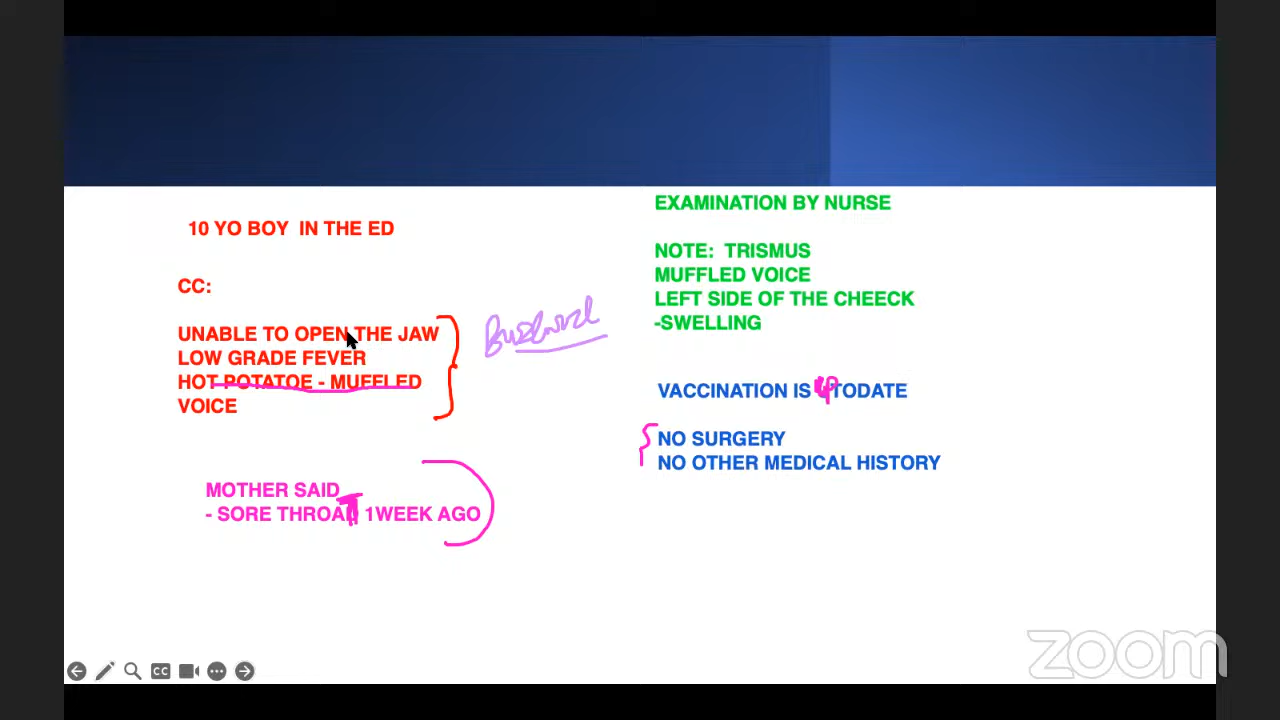 10 YO BOY IN THE ED
CC:
UNABLE TO OPEN THE JAW
LOW GRADE FEVER
HOT POTATOE - MUFFLED
VOICE
Buzzword
MOTHER SAID
- SORE THROAT 1WEEK AGO
EXAMINATION BY NURSE
NOTE: TRISMUS
MUFFLED VOICE
LEFT SIDE OF THE CHEECK
-SWELLING
VACCINATION IS UPTODATE
NO SURGERY
NO OTHER MEDICAL HISTORY
CC
zoom